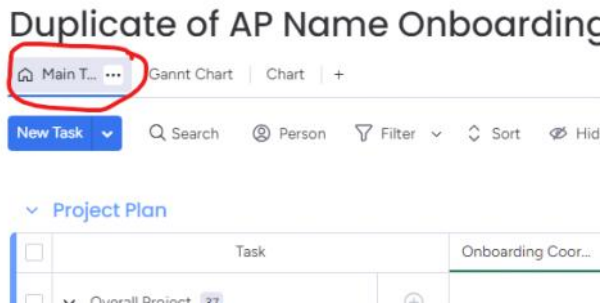 Duplicate of AP Name Onboarding
Main T... ... Gannt Chart Chart +
New Task Search Person Filter Sort Hid
Project Plan
Task Onboarding Coor...
Overall Project 37